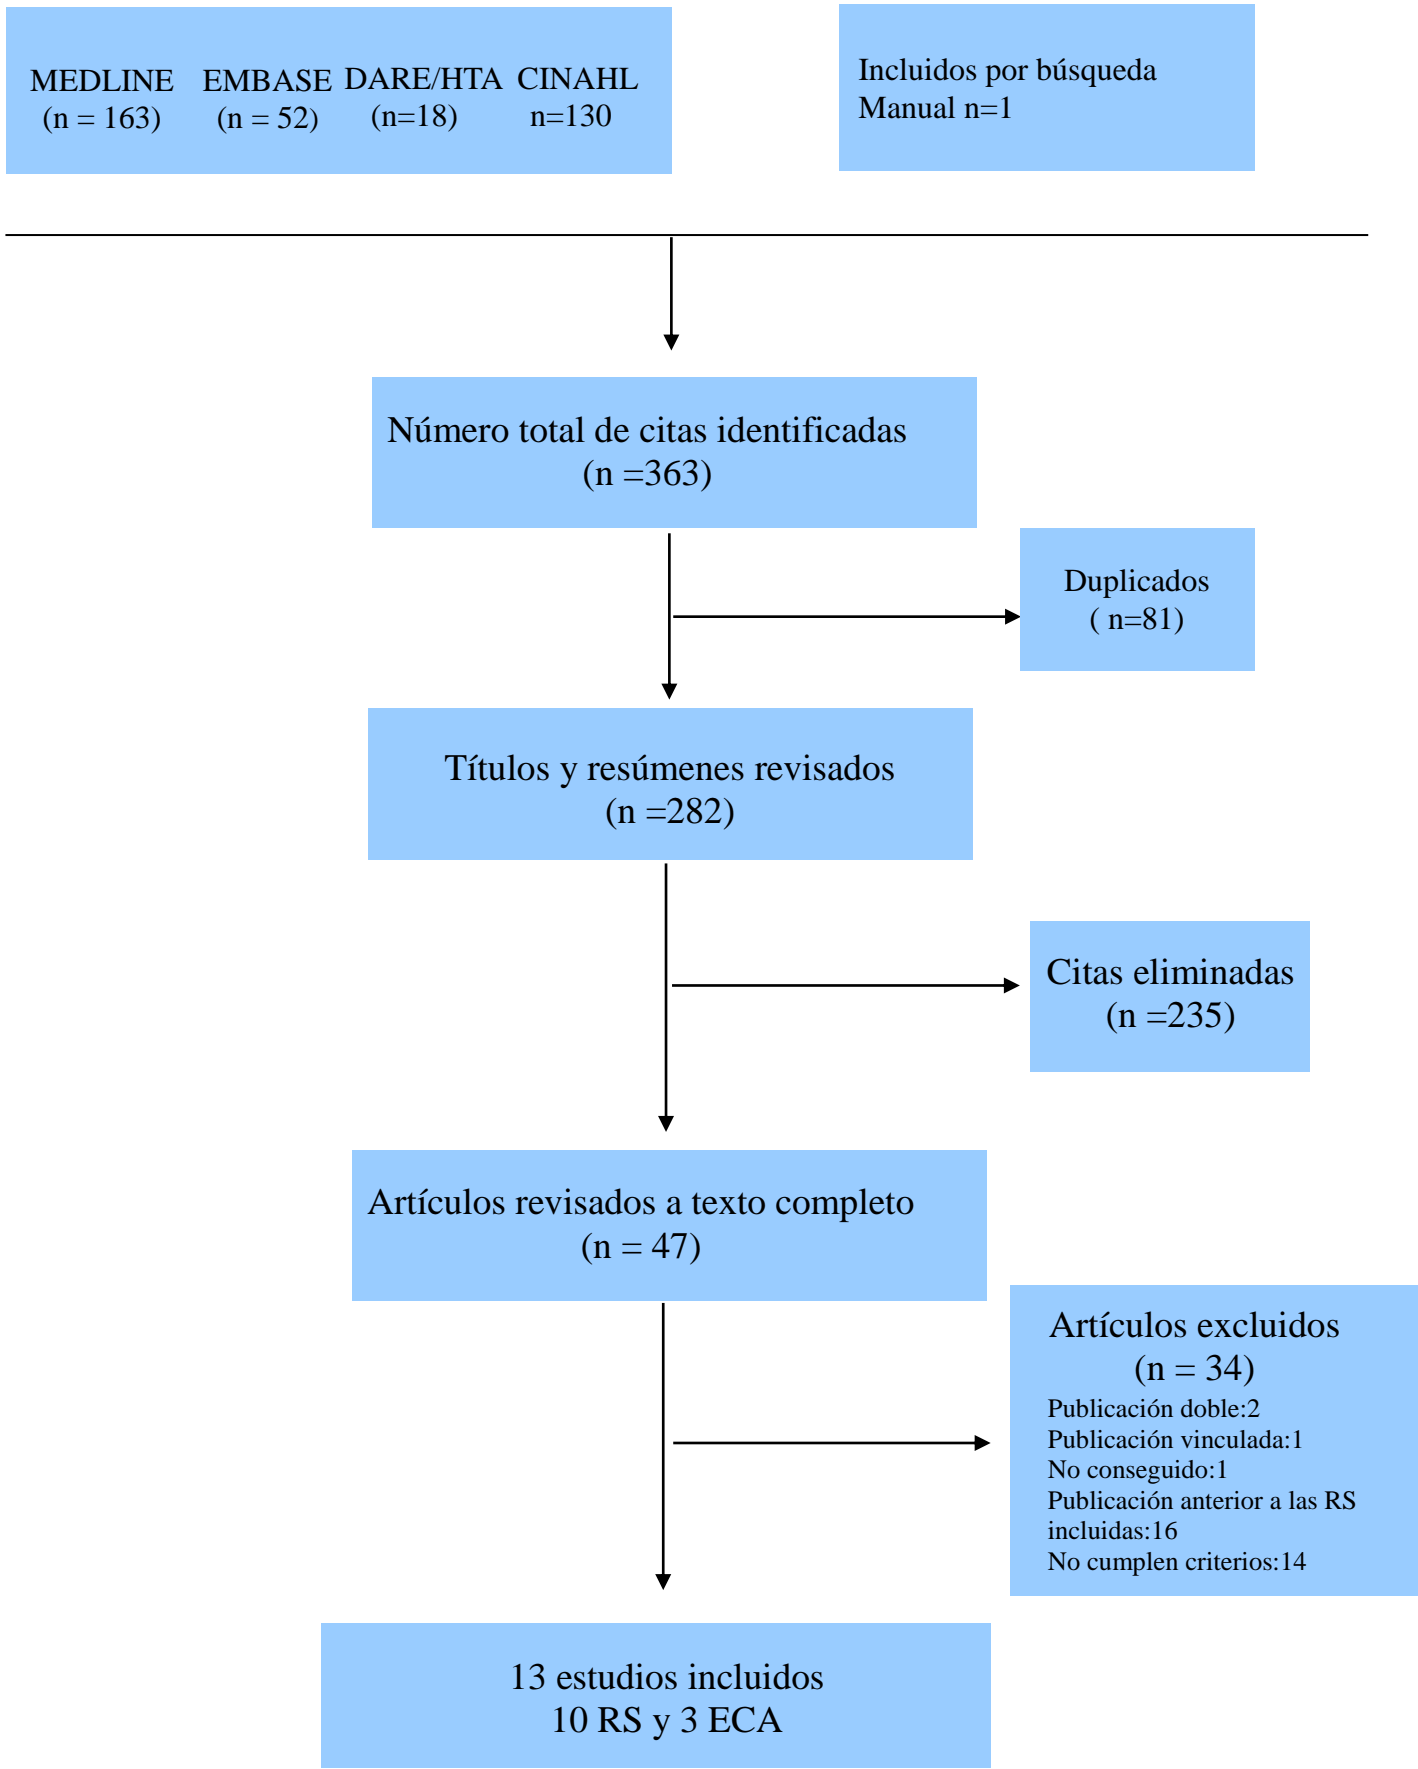 MEDLINE EMBASE DARE/HTA CINAHL
(n = 163) (n = 52) (n=18) n=130
Incluidos por búsqueda
Manual n=1
Número total de citas identificadas
(n =363)
Duplicados
( n=81)
Títulos y resúmenes revisados
(n =282)
Citas eliminadas
(n =235)
Artículos revisados a texto completo
(n = 47)
Artículos excluidos
(n = 34)
Publicación doble:2
Publicación vinculada:1
No conseguido:1
Publicación anterior a las RS
incluidas:16
No cumplen criterios:14
13 estudios incluidos
10 RS y 3 ECA